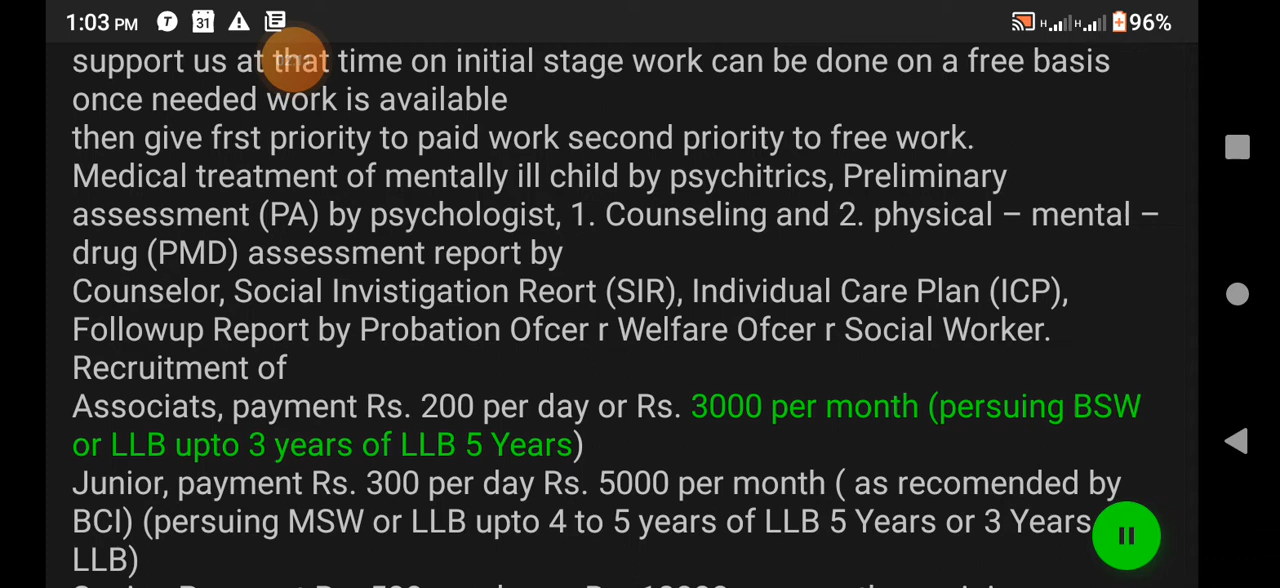 1:03 PM T 31 96%
support us at that time on initial stage work can be done on a free basis
once needed work is available
then give frst priority to paid work second priority to free work.
Medical treatment of mentally ill child by psychitrics, Preliminary
assessment (PA) by psychologist, 1. Counseling and 2. physical – mental –
drug (PMD) assessment report by
Counselor, Social Invistigation Reort (SIR), Individual Care Plan (ICP),
Followup Report by Probation Ofcer r Welfare Ofcer r Social Worker.
Recruitment of
Associats, payment Rs. 200 per day or Rs. 3000 per month (persuing BSW
or LLB upto 3 years of LLB 5 Years)
Junior, payment Rs. 300 per day Rs. 5000 per month ( as recomended by
BCI) (persuing MSW or LLB upto 4 to 5 years of LLB 5 Years or 3 Years
LLB)